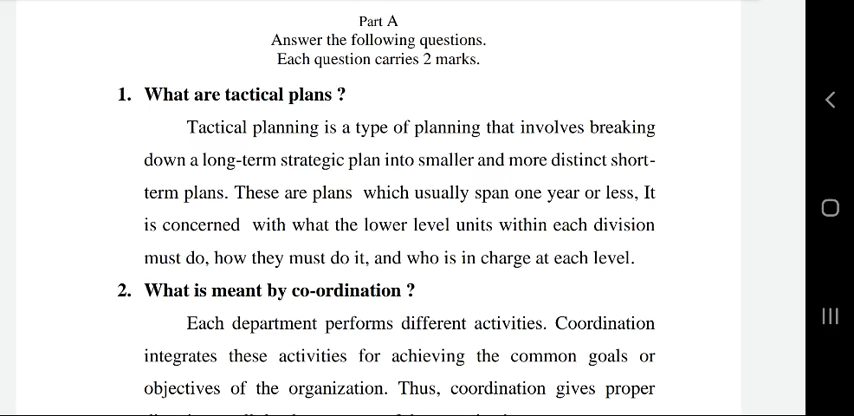 Part A
Answer the following questions.
Each question carries 2 marks.
1. What are tactical plans ?
Tactical planning is a type of planning that involves breaking
down a long-term strategic plan into smaller and more distinct short-
term plans. These are plans which usually span one year or less, It
is concerned with what the lower level units within each division
must do, how they must do it, and who is in charge at each level.
2. What is meant by co-ordination ?
Each department performs different activities. Coordination
integrates these activities for achieving the common goals or
objectives of the organization. Thus, coordination gives proper